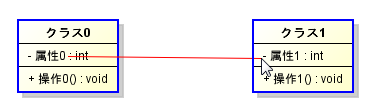 クラス0
- 属性0 : int
+ 操作0() : void
クラス1
- 属性1 : int
+ 操作1() : void